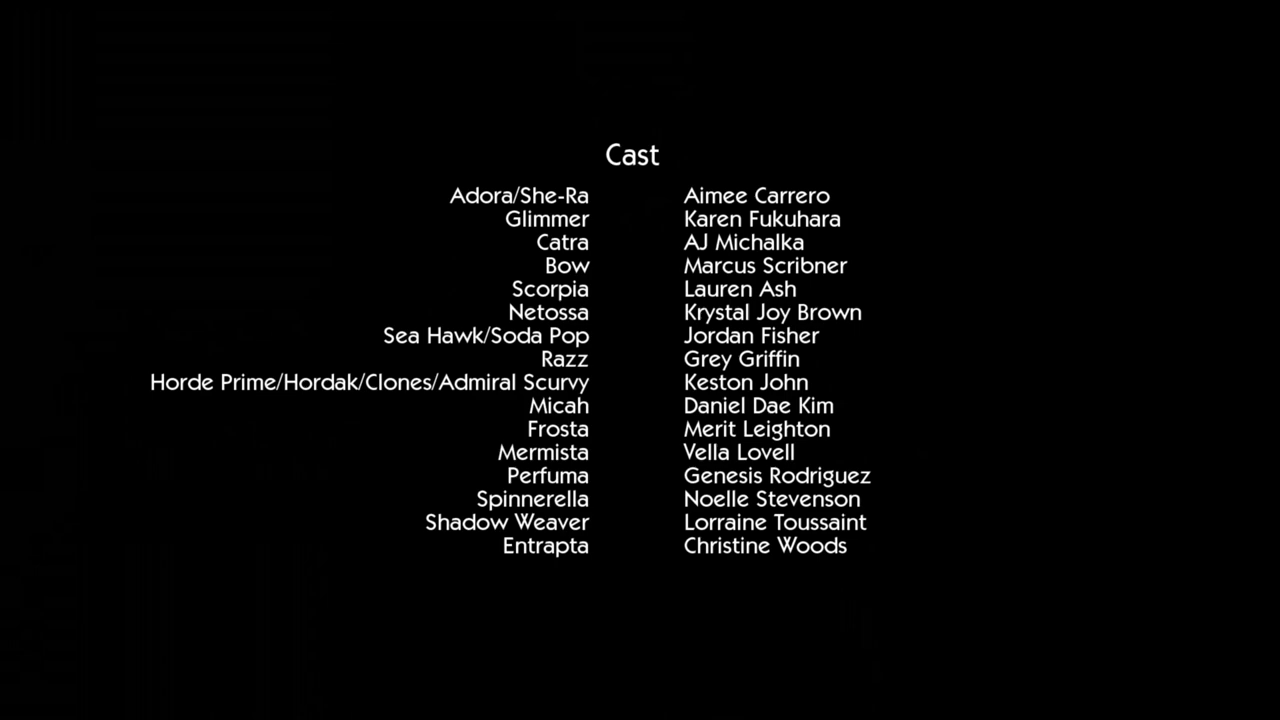 Cast
Adora/She-Ra Aimee Carrero
Glimmer Karen Fukuhara
Catra AJ Michalka
Bow Marcus Scribner
Scorpia Lauren Ash
Netossa Krystal Joy Brown
Sea Hawk/Soda Pop Jordan Fisher
Razz Grey Griffin
Horde Prime/Hordak/Clones/Admiral Scurvy Keston John
Micah Daniel Dae Kim
Frosta Merit Leighton
Mermista Vella Lovell
Perfuma Genesis Rodriguez
Spinnerella Noelle Stevenson
Shadow Weaver Lorraine Toussaint
Entrapta Christine Woods